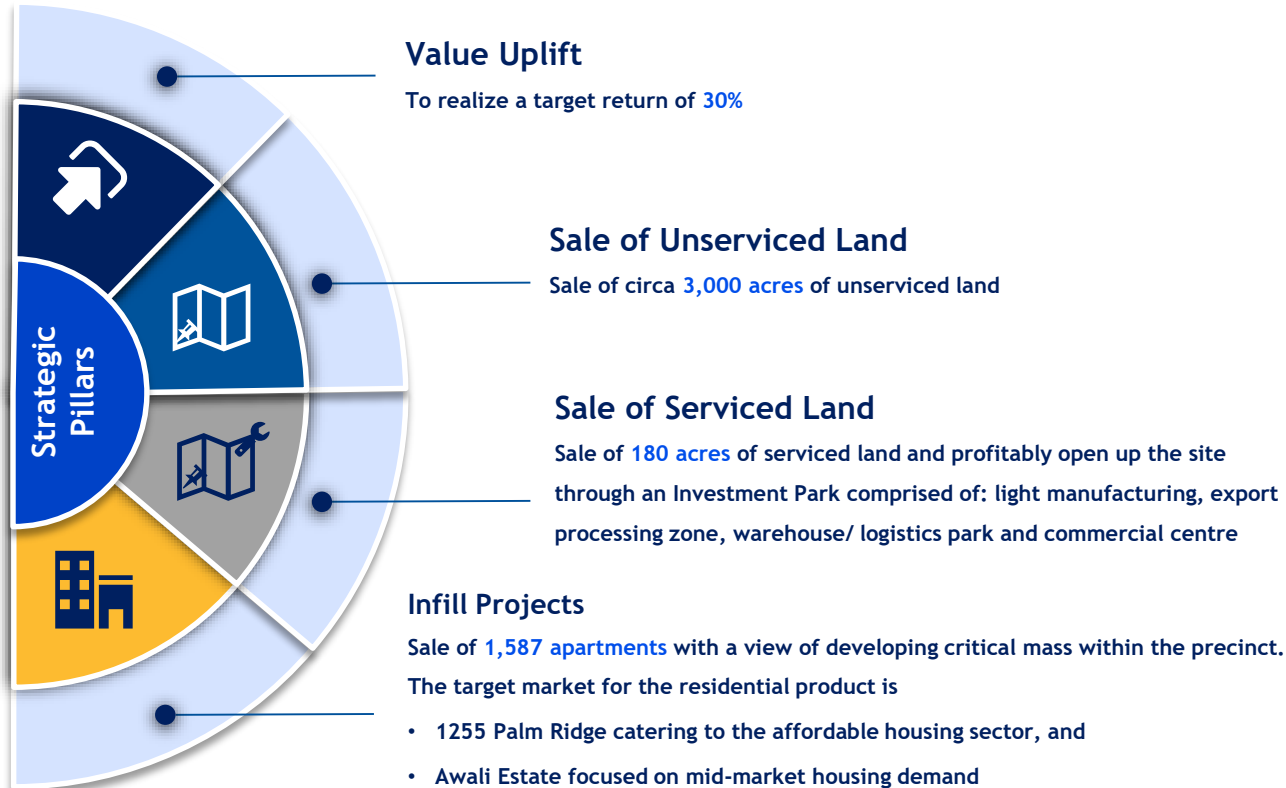 Strategic
Pillars
Value Uplift
To realize a target return of 30%
Sale of Unserviced Land
Sale of circa 3,000 acres of unserviced land
Sale of Serviced Land
Sale of 180 acres of serviced land and profitably open up the site
through an Investment Park comprised of: light manufacturing, export
processing zone, warehouse/ logistics park and commercial centre
Infill Projects
Sale of 1,587 apartments with a view of developing critical mass within the precinct.
The target market for the residential product is
• 1255 Palm Ridge catering to the affordable housing sector, and
• Awali Estate focused on mid-market housing demand